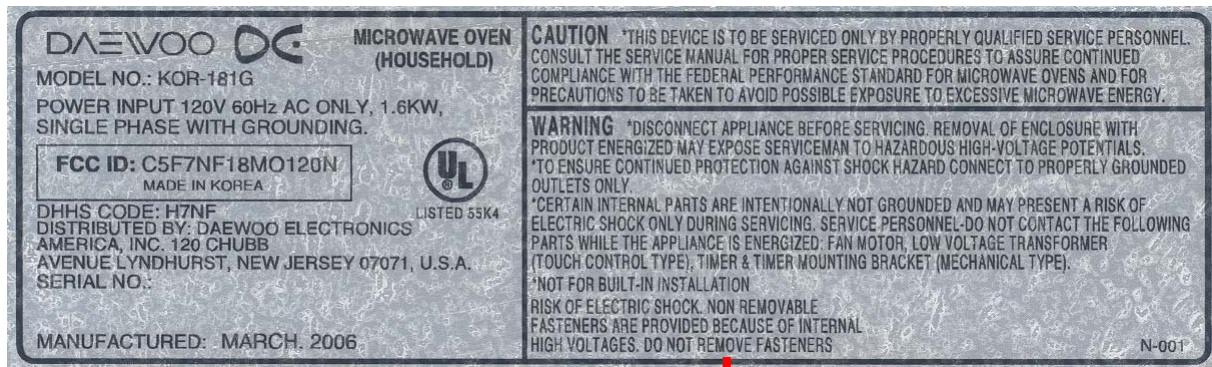 DAEWOO
MICROWAVE OVEN
(HOUSEHOLD)
MODEL NO.: KOR-181G
POWER INPUT 120V 60Hz AC ONLY, 1.6KW,
SINGLE PHASE WITH GROUNDING.
FCC ID: C5F7NF18MO120N
MADE IN KOREA
UL
LISTED 55K4
DHHS CODE: H7NF
DISTRIBUTED BY: DAEWOO ELECTRONICS
AMERICA, INC. 120 CHUBB
AVENUE LYNDHURST, NEW JERSEY 07071, U.S.A.
SERIAL NO.:
MANUFACTURED: MARCH. 2006
CAUTION *THIS DEVICE IS TO BE SERVICED ONLY BY PROPERLY QUALIFIED SERVICE PERSONNEL.
CONSULT THE SERVICE MANUAL FOR PROPER SERVICE PROCEDURES TO ASSURE CONTINUED
COMPLIANCE WITH THE FEDERAL PERFORMANCE STANDARD FOR MICROWAVE OVENS AND FOR
PRECAUTIONS TO BE TAKEN TO AVOID POSSIBLE EXPOSURE TO EXCESSIVE MICROWAVE ENERGY.
WARNING *DISCONNECT APPLIANCE BEFORE SERVICING. REMOVAL OF ENCLOSURE WITH
PRODUCT ENERGIZED MAY EXPOSE SERVICEMAN TO HAZARDOUS HIGH-VOLTAGE POTENTIALS.
*TO ENSURE CONTINUED PROTECTION AGAINST SHOCK HAZARD CONNECT TO PROPERLY GROUNDED
OUTLETS ONLY.
*CERTAIN INTERNAL PARTS ARE INTENTIONALLY NOT GROUNDED AND MAY PRESENT A RISK OF
ELECTRIC SHOCK ONLY DURING SERVICING. SERVICE PERSONNEL-DO NOT CONTACT THE FOLLOWING
PARTS WHILE THE APPLIANCE IS ENERGIZED: FAN MOTOR, LOW VOLTAGE TRANSFORMER
(TOUCH CONTROL TYPE), TIMER & TIMER MOUNTING BRACKET (MECHANICAL TYPE).
*NOT FOR BUILT-IN INSTALLATION
RISK OF ELECTRIC SHOCK. NON REMOVABLE
FASTENERS ARE PROVIDED BECAUSE OF INTERNAL
HIGH VOLTAGES. DO NOT REMOVE FASTENERS
N-001